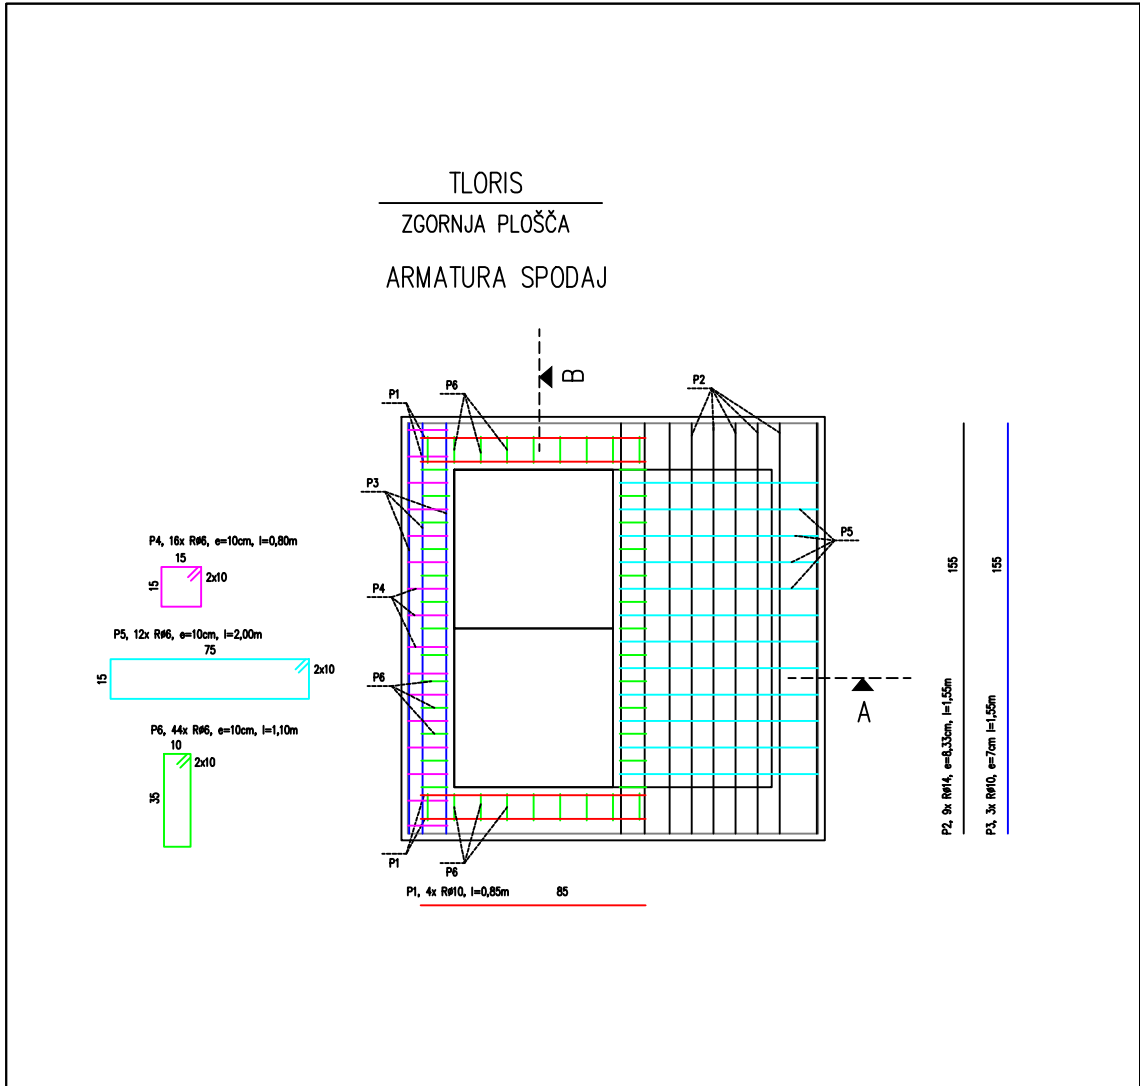 TLORIS
ZGORNJA PLOŠČA
ARMATURA SPODAJ
B
P1
P6
P2
P3
P5
P4, 16x RØ6, e=10cm, l=0,80m
15
15
2x10
P4
P5, 12x RØ6, e=10cm, l=2,00m
75
15
2x10
P6
A
P6, 44x RØ6, e=10cm, l=1,10m
10
2x10
35
P1
P6
P1, 4x RØ10, l=0,85m
85
P2, 9x RØ14, e=8,33cm, l=1,55m
155
P3, 3x RØ10, e=7cm l=1,55m
155